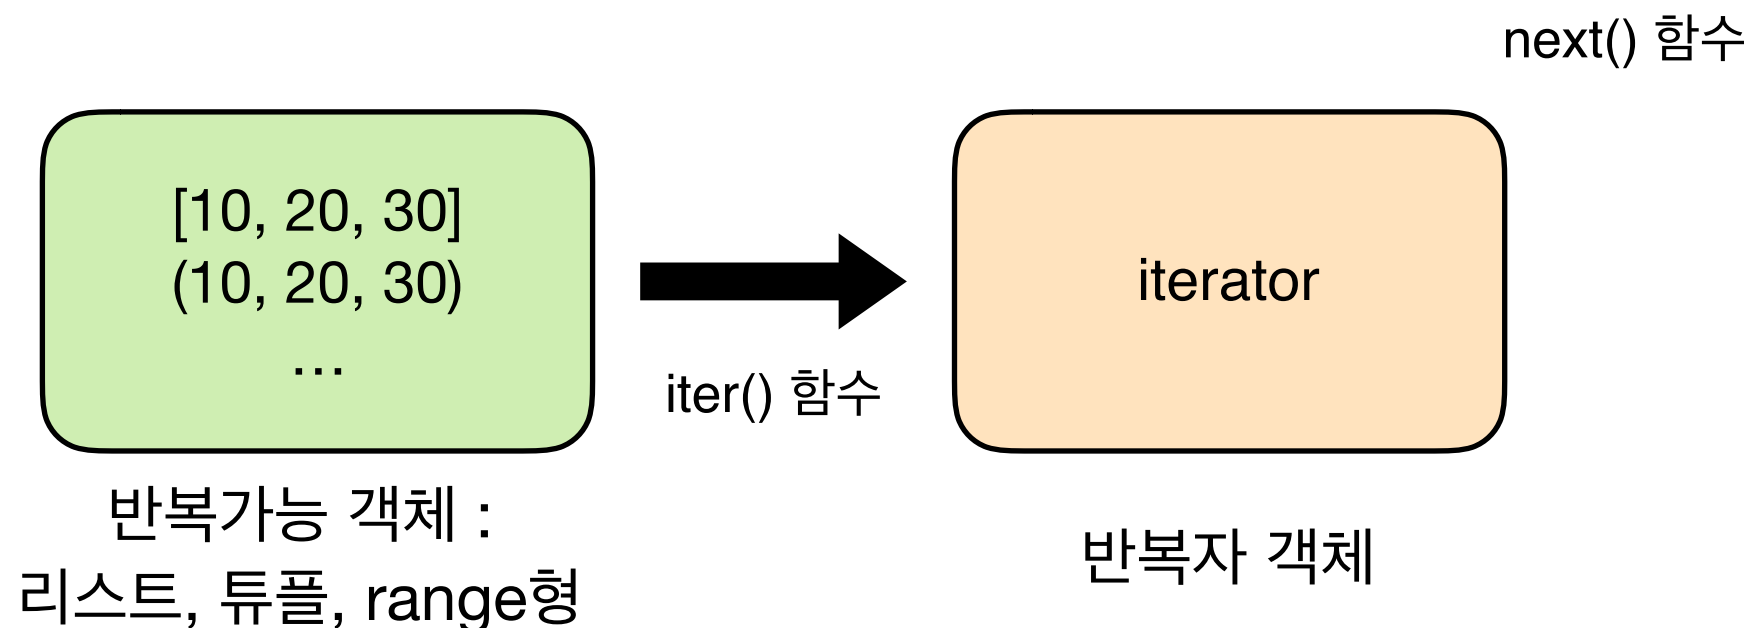 next() 함수
[10, 20, 30]
(10, 20, 30)
...
iter() 함수
iterator
반복가능 객체 :
리스트, 튜플, range형
반복자 객체